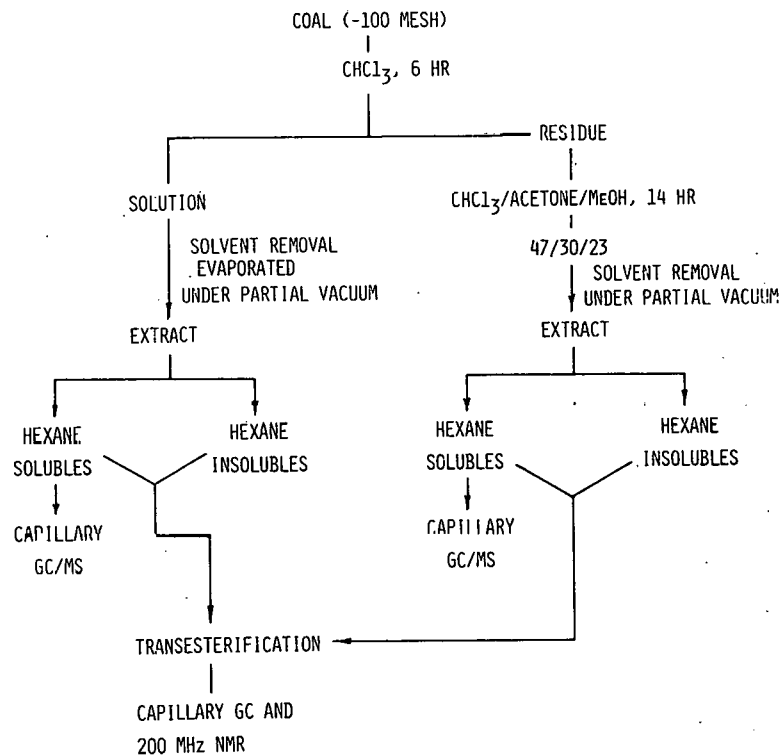 COAL (-100 MESH)
CHCl3, 6 HR
RESIDUE
SOLUTION
CHCl3/ACETONE/MeOH, 14 HR
47/30/23
SOLVENT REMOVAL
EVAPORATED
UNDER PARTIAL VACUUM
SOLVENT REMOVAL
UNDER PARTIAL VACUUM
EXTRACT
EXTRACT
HEXANE
SOLUBLES
HEXANE
INSOLUBLES
HEXANE
SOLUBLES
HEXANE
INSOLUBLES
CAPILLARY
GC/MS
CAPILLARY
GC/MS
TRANSESTERIFICATION
CAPILLARY GC AND
200 MHz NMR